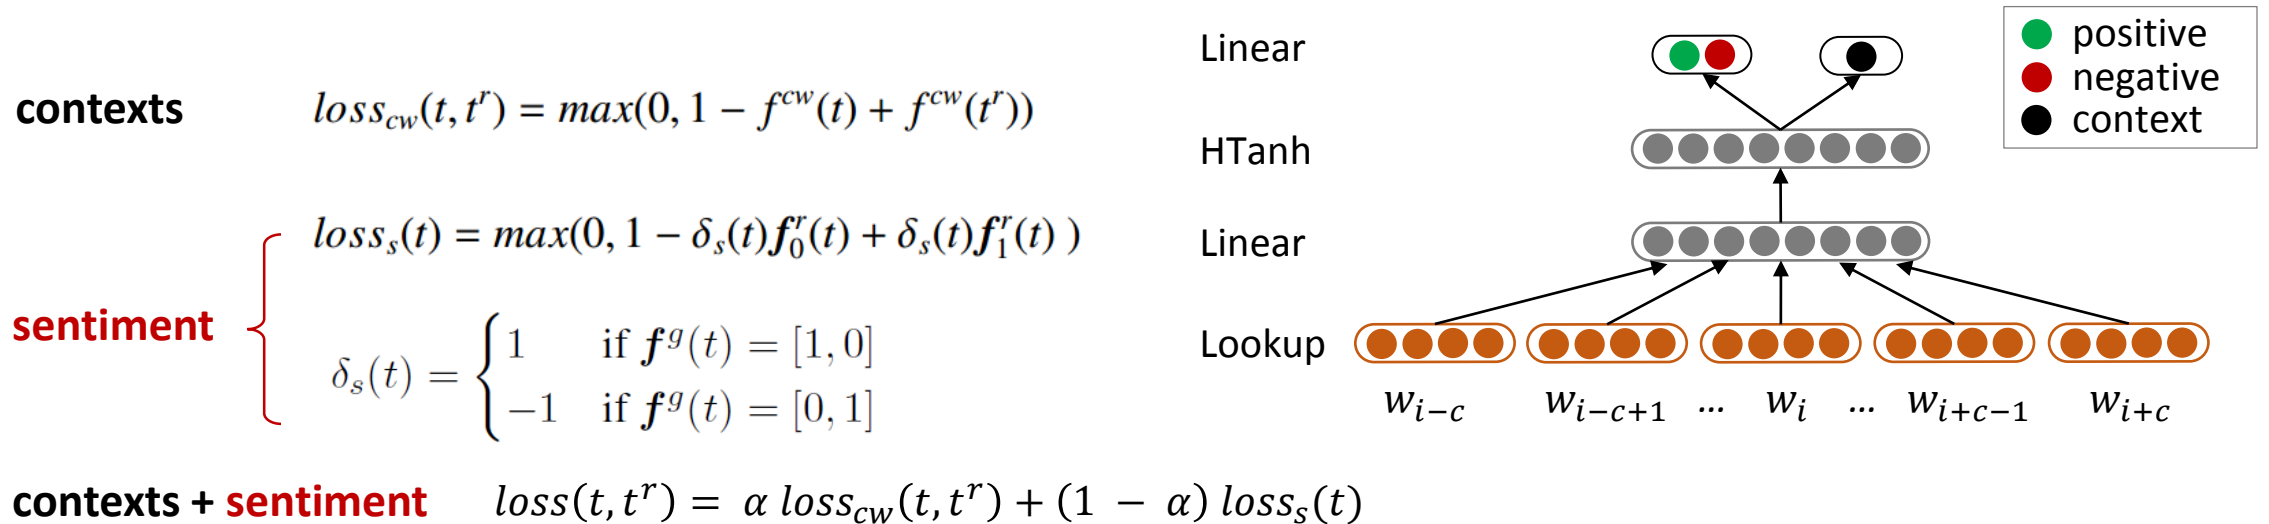 contexts
loss_cw(t, t^r) = max(0, 1 − f^cw(t) + f^cw(t^r))
sentiment
loss_s(t) = max(0, 1 − δ_s(t)f_0^r(t) + δ_s(t)f_1^r(t) )
δ_s(t) = { 1 if f^g(t) = [1, 0]
−1 if f^g(t) = [0, 1]
contexts + sentiment loss(t, t^r) = α loss_cw(t, t^r) + (1 − α) loss_s(t)
Linear
HTanh
Linear
Lookup
w_{i−c} w_{i−c+1} ... w_i ... w_{i+c−1} w_{i+c}
positive
negative
context